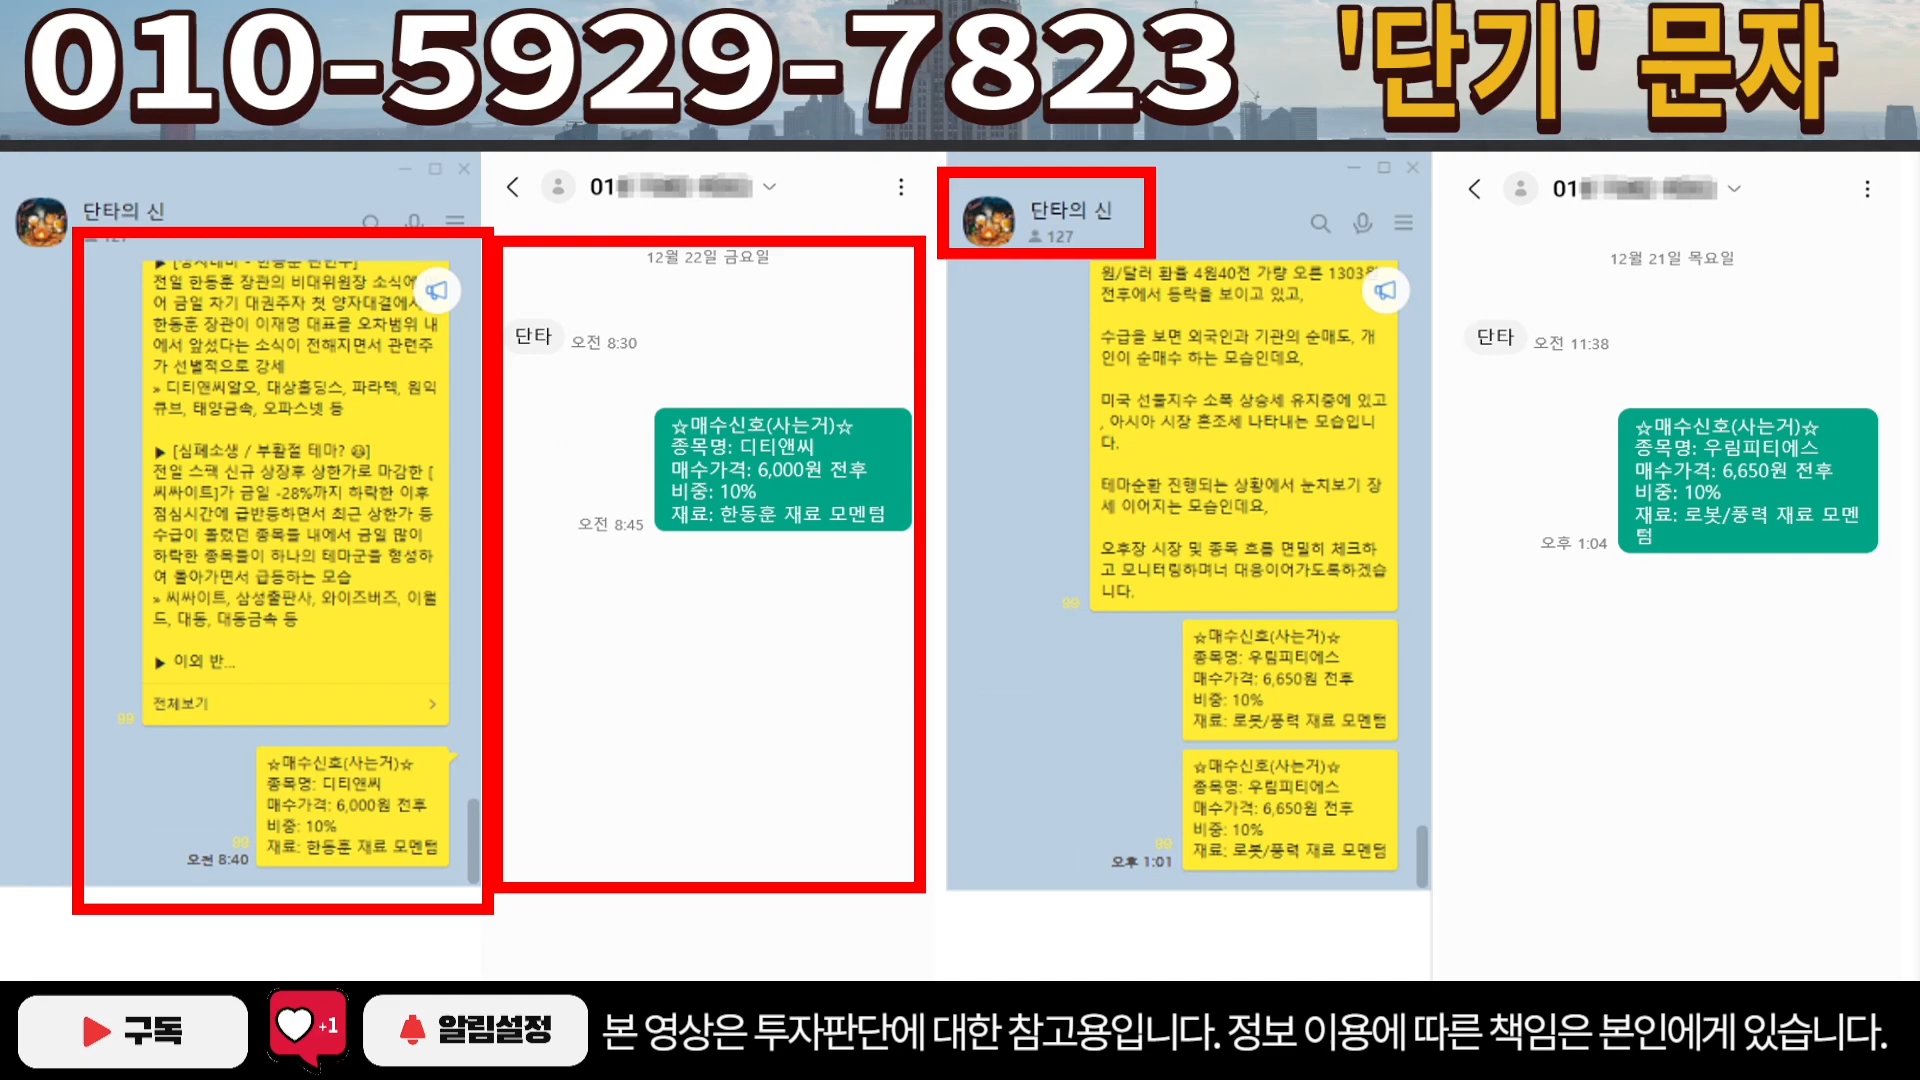 010-5929-7823 '단기' 문자
단타의 신
127
▶ [정치테마 - 한동훈 관련주]
전일 한동훈 장관의 비대위원장 소식에
어 금일 차기 대권주자 첫 양자대결에서
한동훈 장관이 이재명 대표를 오차범위 내
에서 앞섰다는 소식이 전해지면서 관련주
가 선별적으로 강세
» 디티앤씨알오, 대상홀딩스, 파라텍, 원익
큐브, 태양금속, 오파스넷 등
▶ [심폐소생 / 부활절 테마? ]
전일 스팩 신규 상장후 상한가로 마감한 [
씨싸이트]가 금일 -28%까지 하락한 이후
점심시간에 급반등하면서 최근 상한가 등
수급이 몰렸던 종목들 내에서 금일 많이
하락한 종목들이 하나의 테마군을 형성하
여 돌아가면서 급등하는 모습
» 씨싸이트, 삼성출판사, 와이즈버즈, 이월
드, 대동, 대동금속 등
▶ 이외 반...
전체보기
99
☆매수신호(사는거)☆
종목명: 디티앤씨
매수가격: 6,000원 전후
비중: 10%
재료: 한동훈 재료 모멘텀
99
오전 8:40
01
12월 22일 금요일
단타
오전 8:30
☆매수신호(사는거)☆
종목명: 디티앤씨
매수가격: 6,000원 전후
비중: 10%
재료: 한동훈 재료 모멘텀
오전 8:45
단타의 신
127
원/달러 환율 4원40전 가량 오른 1303원
전후에서 등락을 보이고 있고,
수급을 보면 외국인과 기관의 순매도, 개
인이 순매수 하는 모습인데요,
미국 선물지수 소폭 상승세 유지중에 있고
, 아시아 시장 혼조세 나타내는 모습입니
다.
테마순환 진행되는 상황에서 눈치보기 장
세 이어지는 모습인데요,
오후장 시장 및 종목 흐름 면밀히 체크하
고 모니터링하며너 대응이어가도록하겠습
니다.
99
☆매수신호(사는거)☆
종목명: 우림피티에스
매수가격: 6,650원 전후
비중: 10%
재료: 로봇/풍력 재료 모멘텀
☆매수신호(사는거)☆
종목명: 우림피티에스
매수가격: 6,650원 전후
비중: 10%
재료: 로봇/풍력 재료 모멘텀
99
오후 1:01
01
12월 21일 목요일
단타
오전 11:38
☆매수신호(사는거)☆
종목명: 우림피티에스
매수가격: 6,650원 전후
비중: 10%
재료: 로봇/풍력 재료 모멘
텀
오후 1:04
구독
+1
알림설정
본 영상은 투자판단에 대한 참고용입니다. 정보 이용에 따른 책임은 본인에게 있습니다.